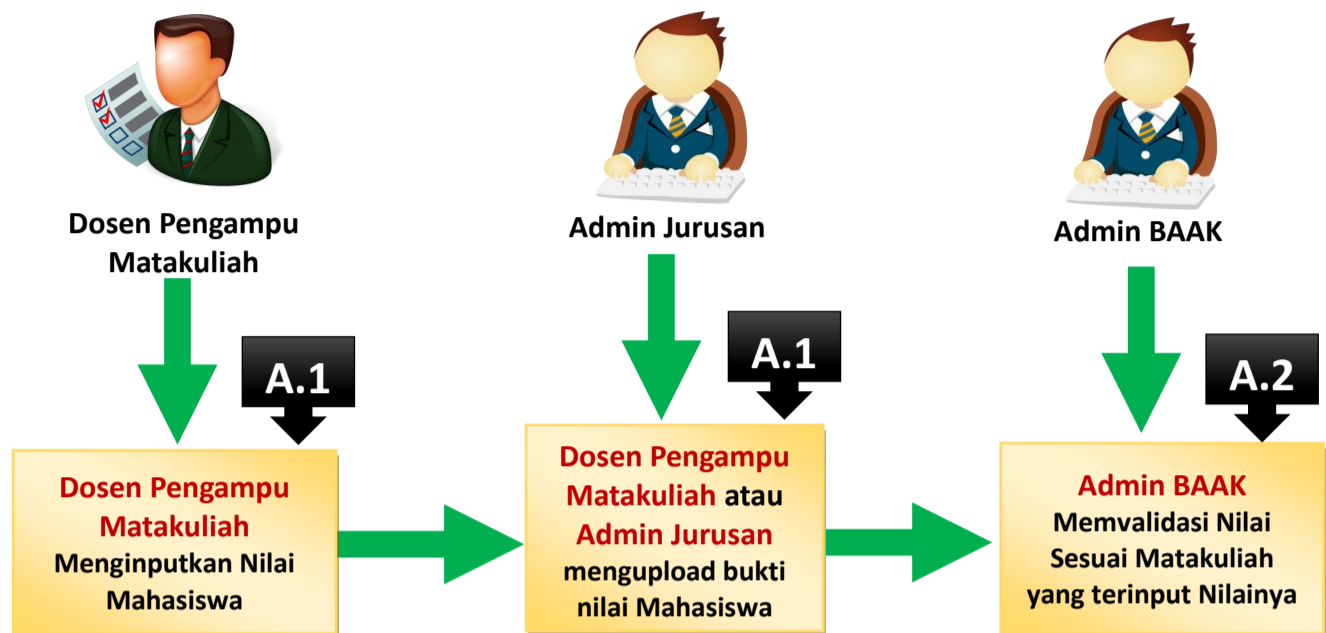 Dosen Pengampu
Matakuliah
Admin Jurusan
Admin BAAK
A.1
A.1
A.2
Dosen Pengampu
Matakuliah
Menginputkan Nilai
Mahasiswa
Dosen Pengampu
Matakuliah atau
Admin Jurusan
mengupload bukti
nilai Mahasiswa
Admin BAAK
Memvalidasi Nilai
Sesuai Matakuliah
yang terinput Nilainya